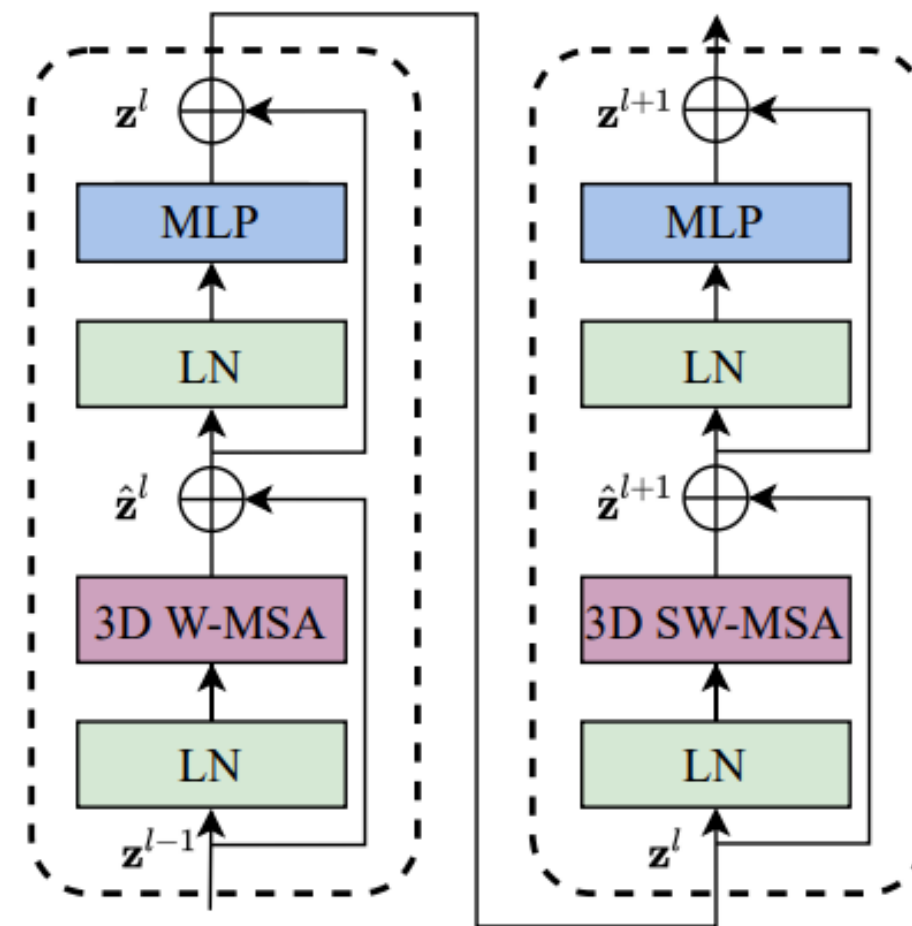 z^l
MLP
LN
ẑ^l
3D W-MSA
LN
z^{l−1}
z^{l+1}
MLP
LN
ẑ^{l+1}
3D SW-MSA
LN
z^l